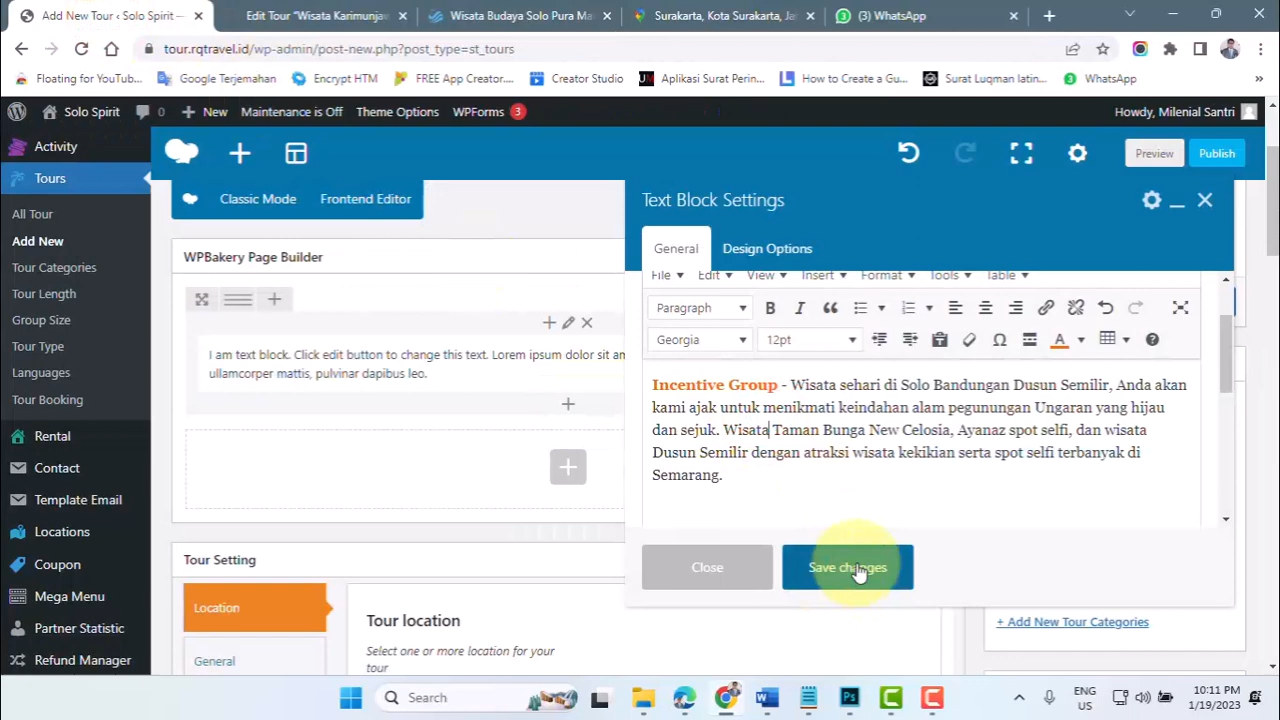 Add New Tour ‹ Solo Spirit —
Edit Tour "Wisata Karimunjaw
Wisata Budaya Solo Pura Ma
Surakarta, Kota Surakarta, Ja
(3) WhatsApp
tour.rqtravel.id/wp-admin/post-new.php?post_type=st_tours
Floating for YouTub...
Google Terjemahan
Encrypt HTM
FREE App Creator....
Creator Studio
Aplikasi Surat Perin...
How to Create a Gu...
Surat Luqman latin...
WhatsApp
»
Solo Spirit
0
New
Maintenance is Off
Theme Options
WPForms 3
Howdy, Milenial Santri
Activity
Tours
All Tour
Add New
Tour Categories
Tour Length
Group Size
Tour Type
Languages
Tour Booking
Rental
Contact
Template Email
Locations
Coupon
Mega Menu
Partner Statistic
Refund Manager
Preview
Publish
Classic Mode
Frontend Editor
WPBakery Page Builder
I am text block. Click edit button to change this text. Lorem ipsum dolor sit am
ullamcorper mattis, pulvinar dapibus leo.
Tour Setting
Location
General
Tour location
Select one or more location for your
tour
Text Block Settings
General
Design Options
File
Edit
View
Insert
Format
Tools
Table
Paragraph
Georgia
12pt
Incentive Group - Wisata sehari di Solo Bandungan Dusun Semilir, Anda akan
kami ajak untuk menikmati keindahan alam pegunungan Ungaran yang hijau
dan sejuk. Wisata Taman Bunga New Celosia, Ayanaz spot selfi, dan wisata
Dusun Semilir dengan atraksi wisata kekikian serta spot selfi terbanyak di
Semarang.
Close
Save changes
+ Add New Tour Categories
Search
ENG
US
10:11 PM
1/19/2023